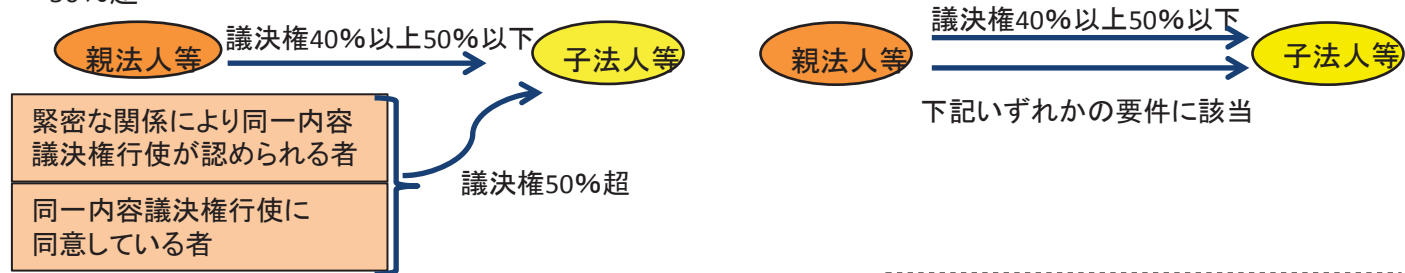 親法人等
議決権40%以上50%以下
子法人等
緊密な関係により同一内容
議決権行使が認められる者
同一内容議決権行使に
同意している者
議決権50%超
親法人等
議決権40%以上50%以下
子法人等
下記いずれかの要件に該当